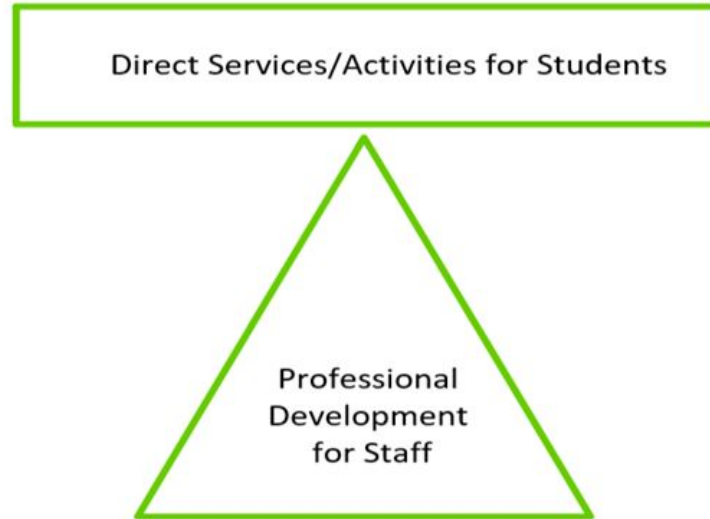 Direct Services/Activities for Students
Professional
Development
for Staff